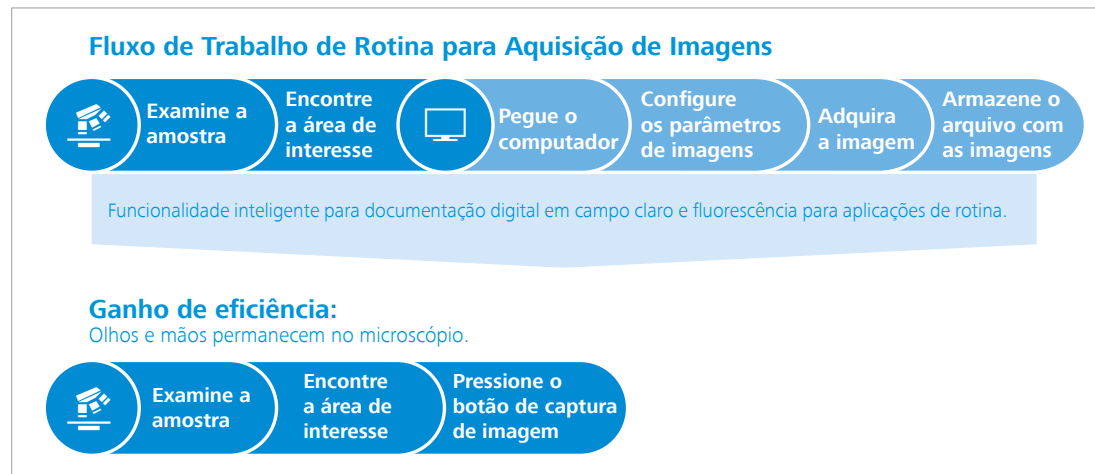 Fluxo de Trabalho de Rotina para Aquisição de Imagens
Examine a
amostra
Encontre
a área de
interesse
Pegue o
computador
Configure
os parâmetros
de imagens
Adquira
a imagem
Armazene o
arquivo com
as imagens
Funcionalidade inteligente para documentação digital em campo claro e fluorescência para aplicações de rotina.
Ganho de eficiência:
Olhos e mãos permanecem no microscópio.
Examine a
amostra
Encontre
a área de
interesse
Pressione o
botão de captura
de imagem